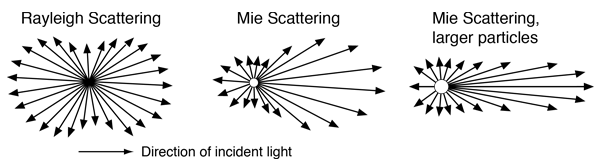 Rayleigh Scattering
Mie Scattering
Mie Scattering,
larger particles
Direction of incident light